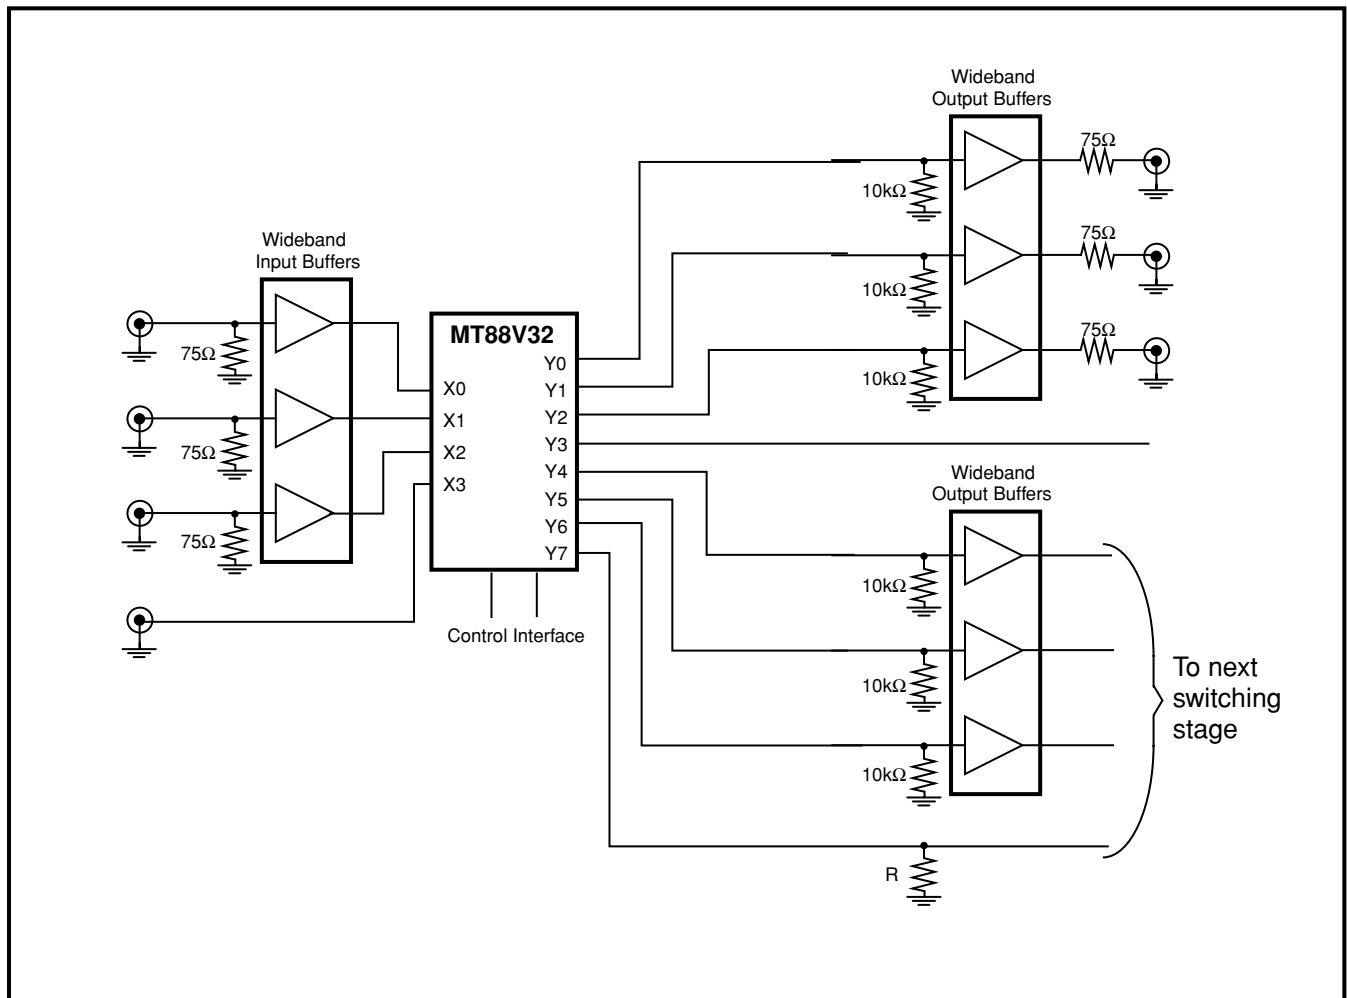 Wideband
Output Buffers
75Ω
10kΩ
75Ω
10kΩ
75Ω
10kΩ
Wideband
Input Buffers
75Ω
75Ω
75Ω
MT88V32
X0
X1
X2
X3
Y0
Y1
Y2
Y3
Y4
Y5
Y6
Y7
Control Interface
Wideband
Output Buffers
10kΩ
10kΩ
10kΩ
R
To next
switching
stage